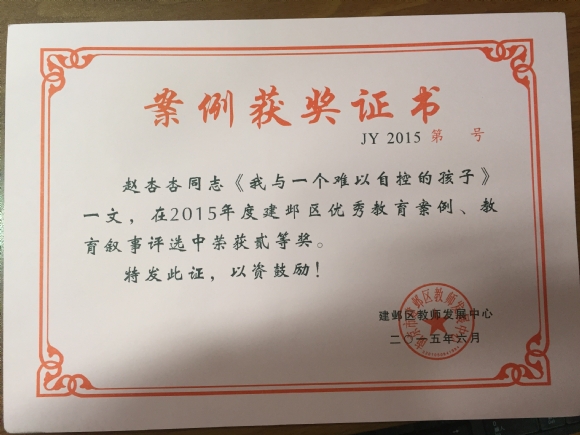 案例获奖证书
JY 2015 第 号
赵杏杏同志《我与一个难以自控的孩子》
一文，在2015年度建邺区优秀教育案例、教
育叙事评选中荣获贰等奖。
特发此证，以资鼓励！
建邺区教师发展中心
二〇一五年六月